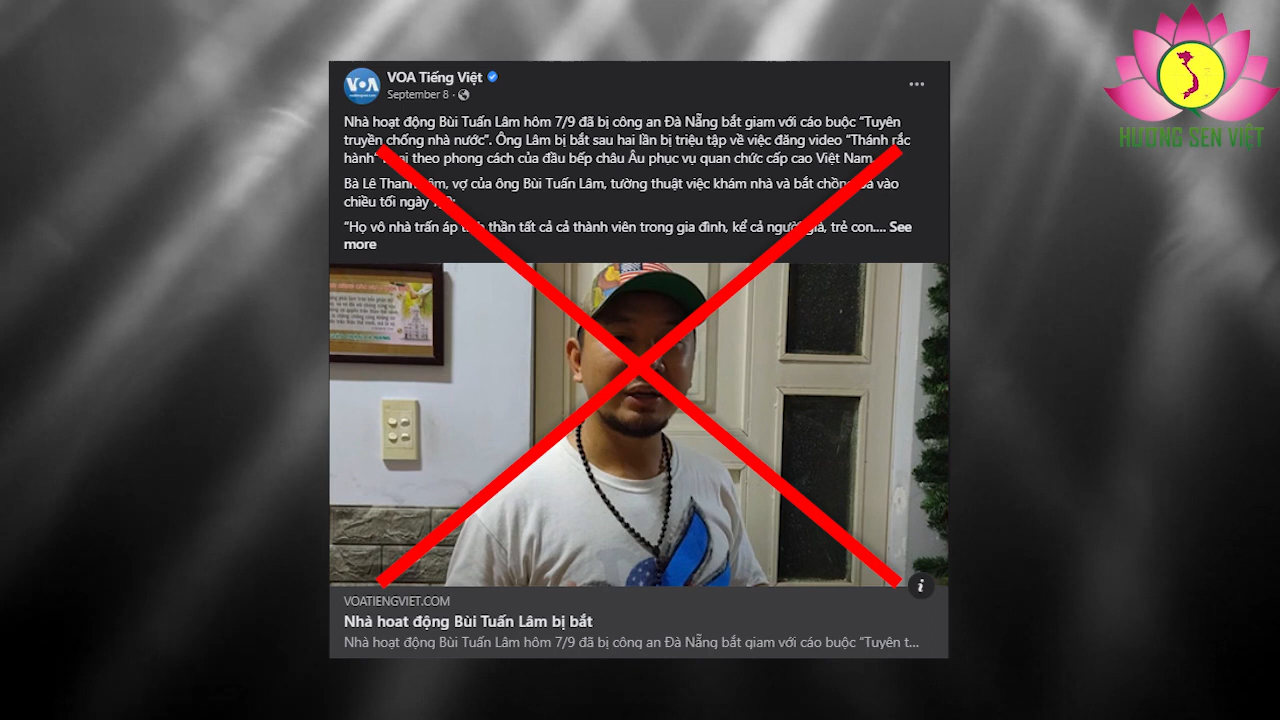 VOA Tiếng Việt
September 8
Nhà hoạt động Bùi Tuấn Lâm hôm 7/9 đã bị công an Đà Nẵng bắt giam với cáo buộc “Tuyên
truyền chống nhà nước”. Ông Lâm bị bắt sau hai lần bị triệu tập về việc đăng video “Thánh rắc
hành” theo phong cách của đầu bếp châu Âu phục vụ quan chức cấp cao Việt Nam.
Bà Lê Thanh Lâm, vợ của ông Bùi Tuấn Lâm, tường thuật việc khám nhà và bắt chồng bà vào
chiều tối ngày
“Họ vô nhà trấn áp tinh thần tất cả cả thành viên trong gia đình, kể cả người già, trẻ con.... See
more
VOATIENGVIET.COM
Nhà hoat động Bùi Tuấn Lâm bị bắt
Nhà hoạt động Bùi Tuấn Lâm hôm 7/9 đã bị công an Đà Nẵng bắt giam với cáo buộc “Tuyên t...
VOA
HƯƠNG SEN VIỆT